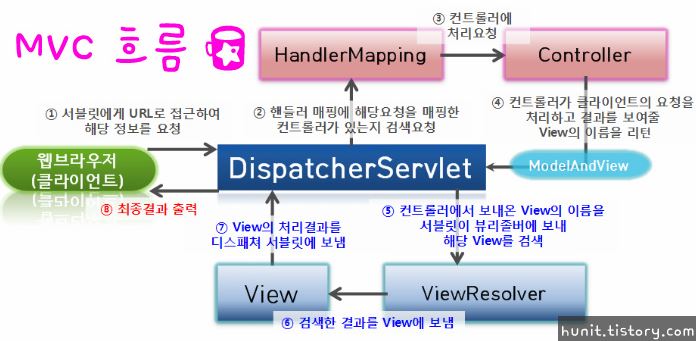 MVC 흐름
③ 컨트롤러에
처리요청
HandlerMapping
Controller
① 서블릿에게 URL로 접근하여
해당 정보를 요청
② 핸들러 매핑에 해당요청을 매핑한
컨트롤러가 있는지 검색요청
④ 컨트롤러가 클라이언트의 요청을
처리하고 결과를 보여줄
View의 이름을 리턴
웹브라우저
(클라이언트)
DispatcherServlet
ModelAndView
⑧ 최종결과 출력
⑦ View의 처리결과를
디스패쳐 서블릿에 보냄
⑤ 컨트롤러에서 보내온 View의 이름을
서블릿이 뷰리줄버에 보내
해당 View를 검색
View
ViewResolver
⑥ 검색한 결과를 View에 보냄
hunit.tistory.com